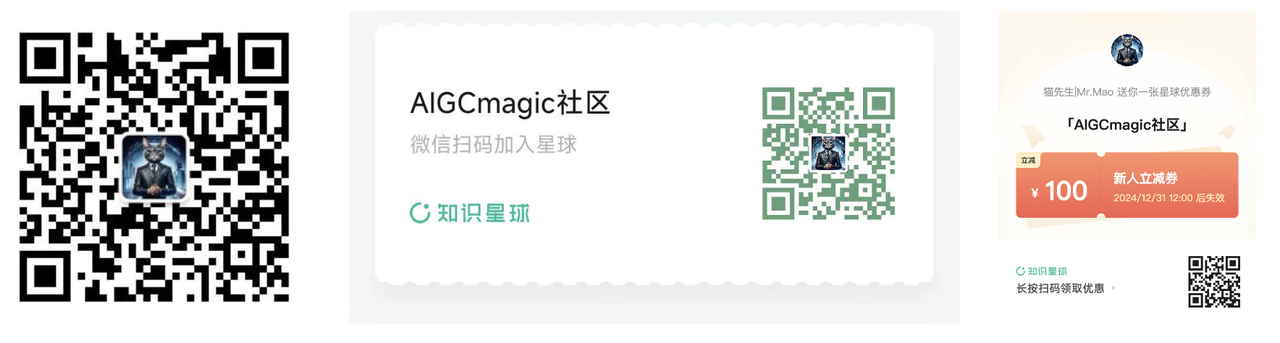 AIGCmagic社区
微信扫码加入星球
知识星球
猫先生|Mr.Mao 送你一张星球优惠券
「AIGCmagic社区」
立减
¥ 100
新人立减券
2024/12/31 12:00 后失效
知识星球
长按扫码领取优惠